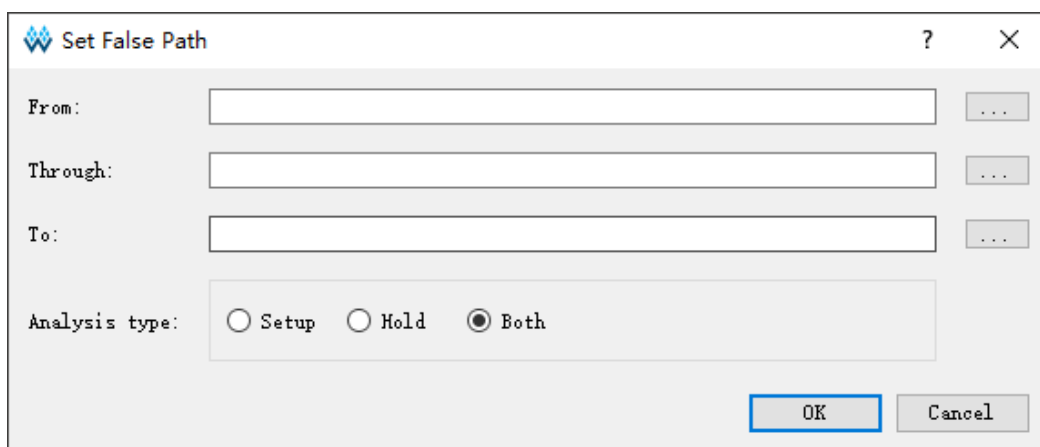 Set False Path ?
From: ...
Through: ...
To: ...
Analysis type: Setup Hold Both
OK Cancel